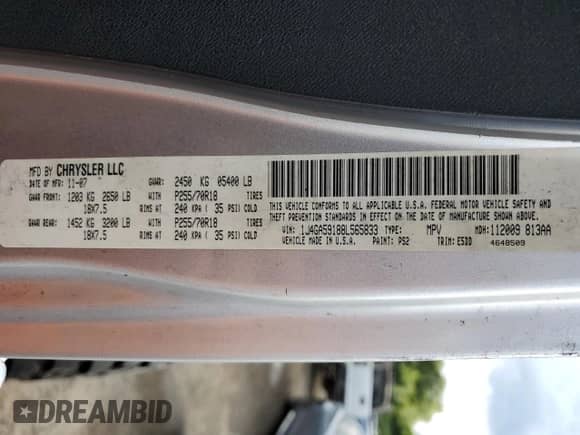 MFD BY CHRYSLER LLC
DATE OF MFR. 11-07 GVWR: 2450 KG 05400 LB
GAWR FRONT: 1203 KG 2650 LB WITH P255/70R18 TIRES
18X7.5 RIMS AT 240 KPA ( 35 PSI) COLD
GAWR REAR: 1452 KG 3200 LB WITH P255/70R18 TIRES
18X7.5 RIMS AT 240 KPA ( 35 PSI) COLD
THIS VEHICLE CONFORMS TO ALL APPLICABLE U.S.A. FEDERAL MOTOR VEHICLE SAFETY AND
THEFT PREVENTION STANDARDS IN EFFECT ON THE DATE OF MANUFACTURE SHOWN ABOVE.
VIN: 1J4GA59188L565833 TYPE: MPV MDH: 112009 813AA
VEHICLE MADE IN U.S.A. PAINT: PS2 TRIM: E5DD 4648509
DREAMBID